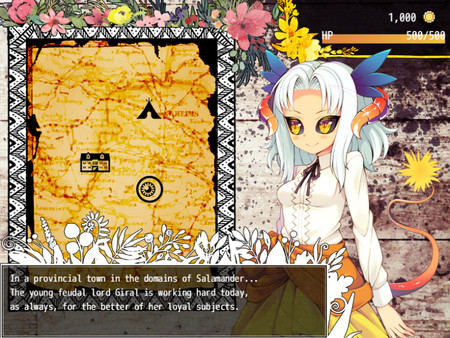 1,000
HP 500/500
In a provincial town in the domains of Salamander...
The young feudal lord Giral is working hard today,
as always, for the better of her loyal subjects.